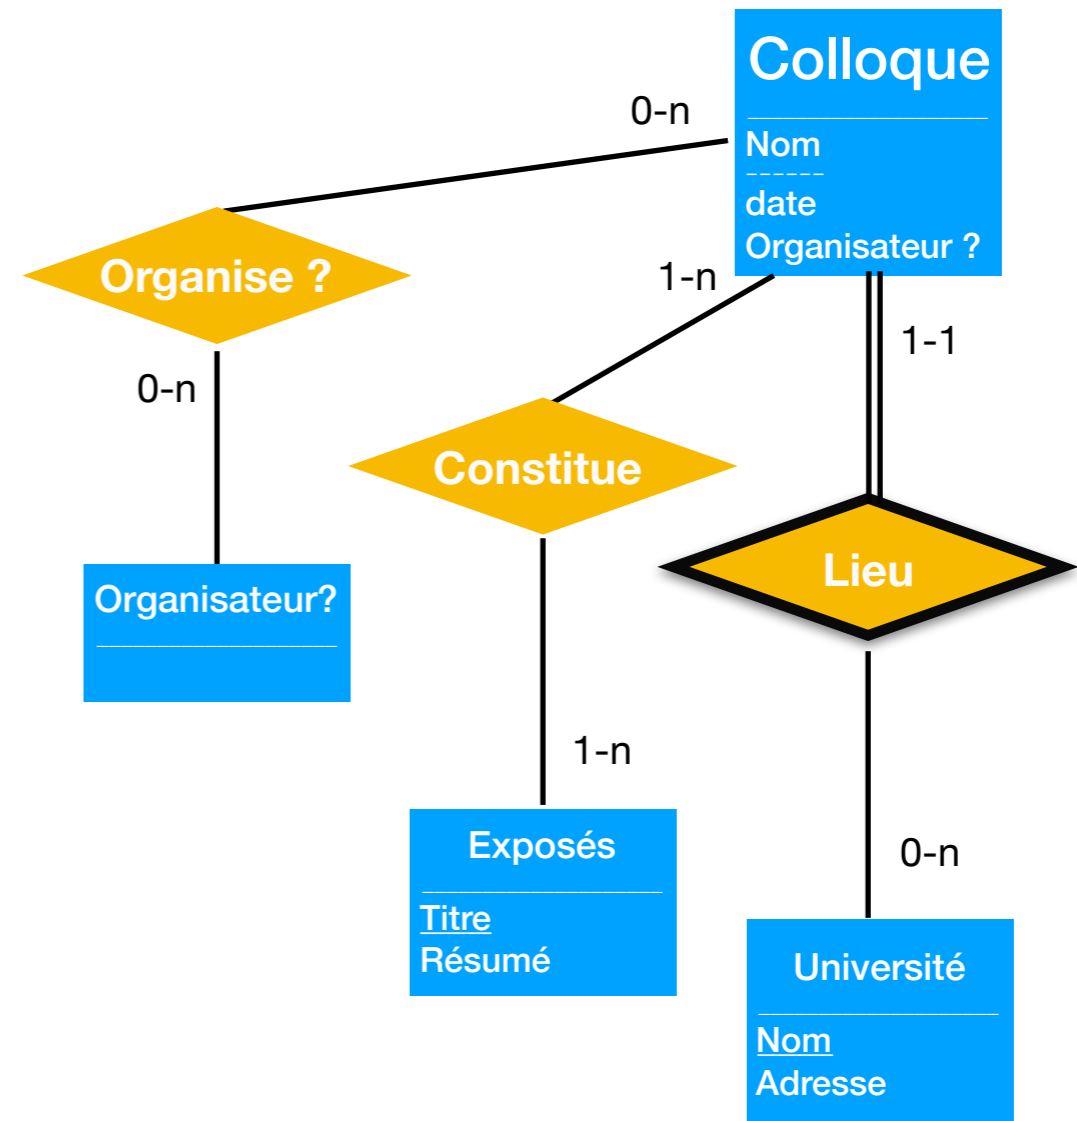 Colloque
Nom
date
Organisateur ?
0-n
Organise ?
0-n
1-n
1-1
Constitue
Lieu
Organisateur?
1-n
Exposés
Titre
Résumé
0-n
Université
Nom
Adresse